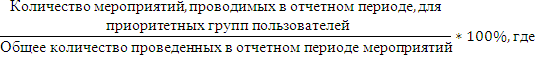 Количество мероприятий, проводимых в отчетном периоде, для
приоритетных групп пользователей
Общее количество проведенных в отчетном периоде мероприятий
* 100%, где